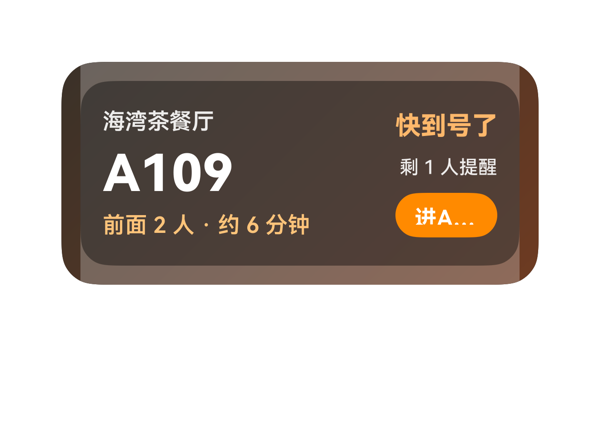 海湾茶餐厅
A109
前面 2 人 · 约 6 分钟
快到号了
剩 1 人提醒
进A...